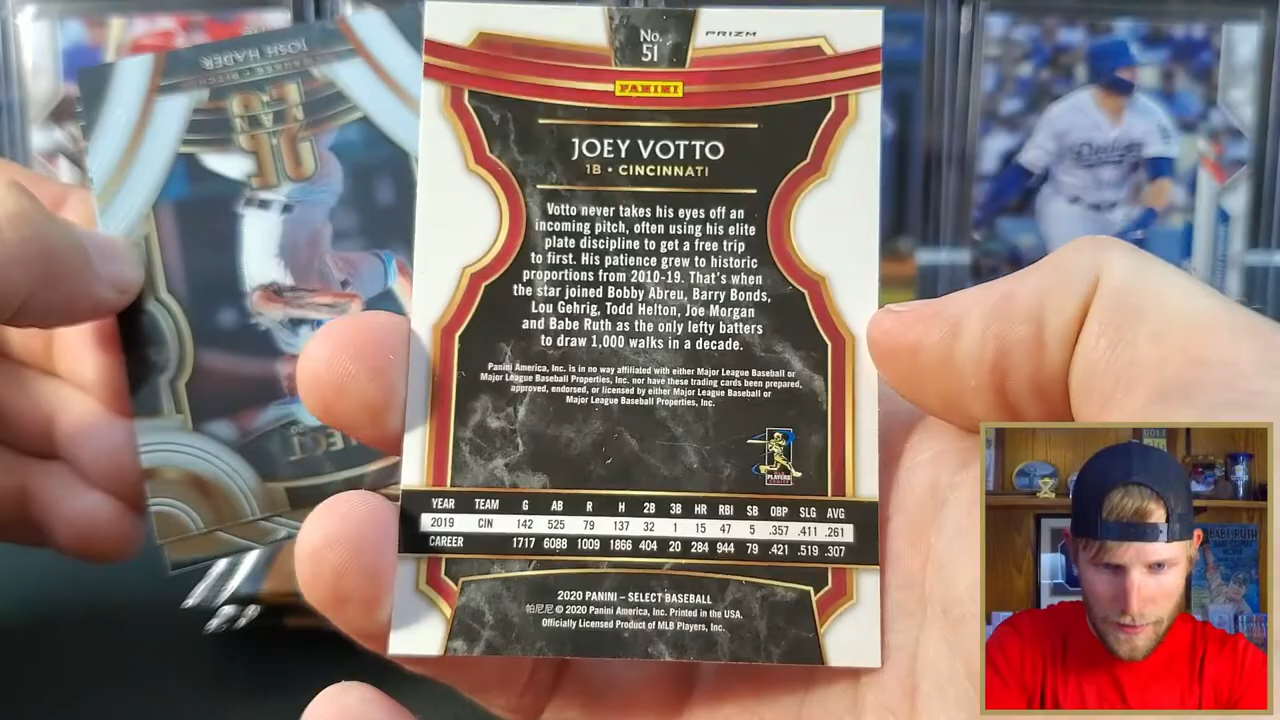 JOSH HADER
No.
51
PRIZM
PANINI
JOEY VOTTO
1B • CINCINNATI
Votto never takes his eyes off an
incoming pitch, often using his elite
plate discipline to get a free trip
to first. His patience grew to historic
proportions from 2010-19. That's when
the star joined Bobby Abreu, Barry Bonds,
Lou Gehrig, Todd Helton, Joe Morgan
and Babe Ruth as the only lefty batters
to draw 1,000 walks in a decade.
Panini America, Inc. is in no way affiliated with either Major League Baseball or
Major League Baseball Properties, Inc. nor have these trading cards been prepared,
approved, endorsed, or licensed by either Major League Baseball or
Major League Baseball Properties, Inc.
PLAYERS
YEAR TEAM G AB R H 2B 3B HR RBI SB OBP SLG AVG
2019 CIN 142 525 79 137 32 1 15 47 5 .357 .411 .261
CAREER 1717 6088 1009 1866 404 20 284 944 79 .421 .519 .307
2020 PANINI – SELECT BASEBALL
帕尼尼 © 2020 Panini America, Inc. Printed in the USA.
Officially Licensed Product of MLB Players, Inc.
Dodgers
BABE RUTH